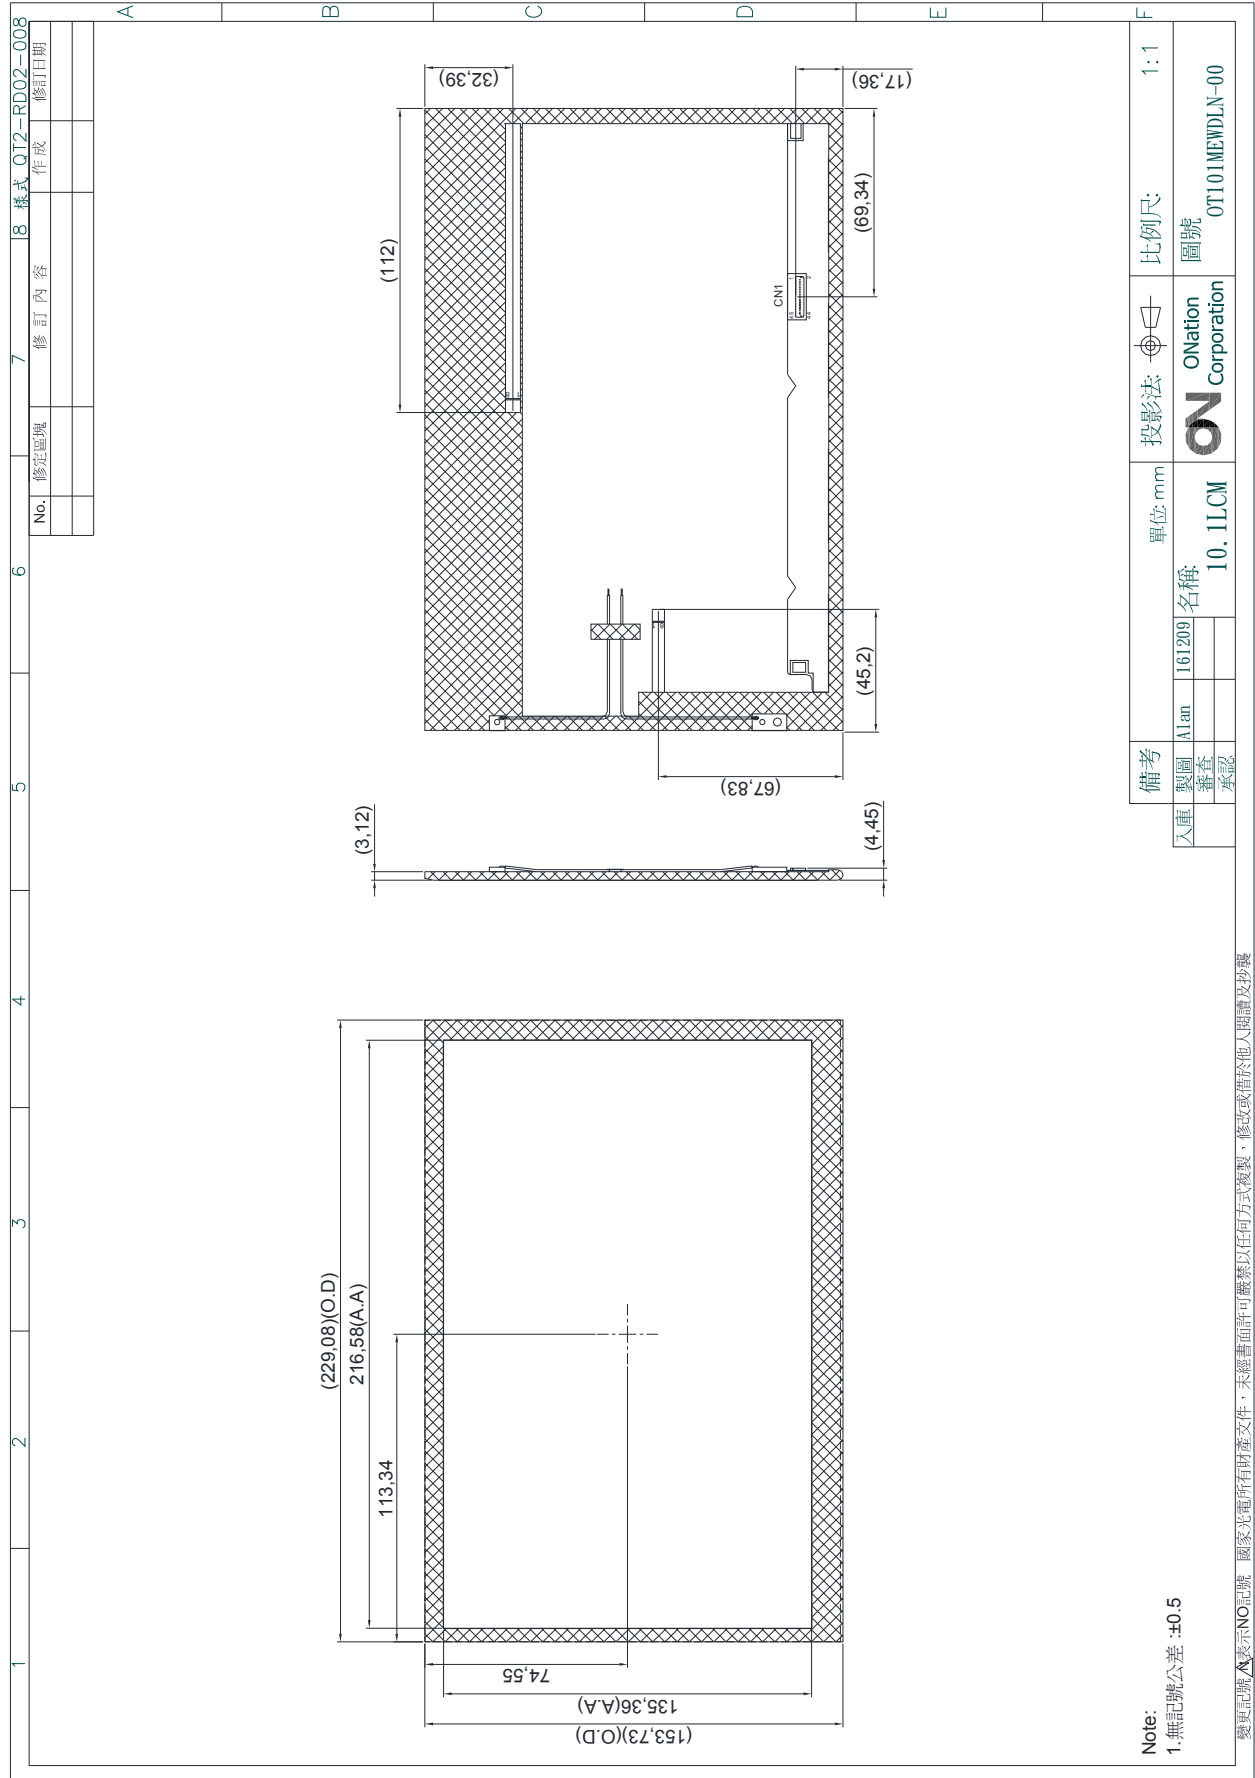 1
2
3
4
5
6
7
8 樣式 QT2-RD02-008
A
B
C
D
E
F
No.
修定區塊
修 訂 內 容
作 成
修訂日期
(229,08)(O.D)
216,58(A.A)
113,34
74,55
135,36(A.A)
(153,73)(O.D)
(3,12)
(4,45)
(112)
(32,39)
(17,36)
(69,34)
(45,2)
(67,83)
CN1
45
1
44
2
Note:
1.無記號公差 :±0.5
備考
單位:mm
投影法:
比例尺:
1:1
入庫
製圖
Alan
161209
審查
承認
名稱:
10.1LCM
ON
ONation
Corporation
圖號
OT101MEWDLN-00
變更記號 表示NO記號 國家光電所有財產文件，未經書面許可嚴禁以任何方式複製，修改或借於他人閱讀及抄襲